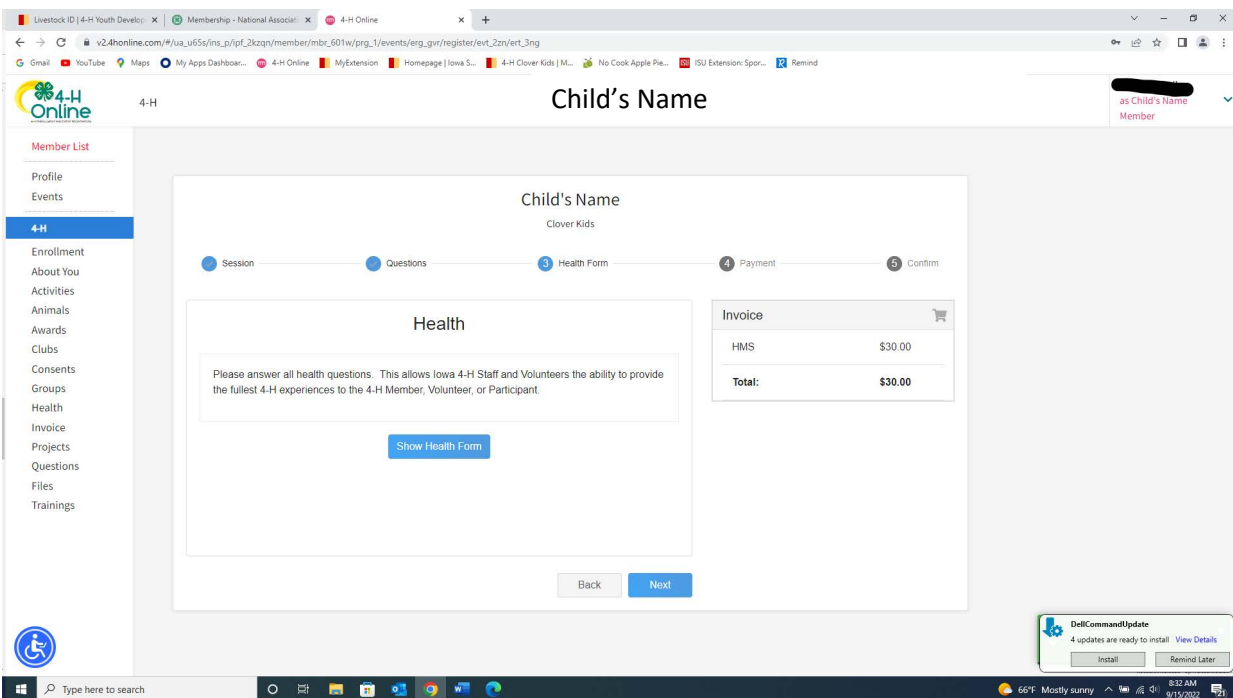 Livestock ID | 4-H Youth Develop
Membership - National Associati
4-H Online
v2.4honline.com/#/ua_u65s/ins_p/ipf_2kzqn/member/mbr_601w/prg_1/events/erg_gvr/register/evt_2zn/ert_3ng
Gmail YouTube Maps My Apps Dashboar... 4-H Online MyExtension Homepage | Iowa S... 4-H Clover Kids | M... No Cook Apple Pie... ISU Extension: Spor... Remind
4-H
Online
4-H
Child’s Name
as Child's Name
Member
Member List
Profile
Events
4-H
Enrollment
About You
Activities
Animals
Awards
Clubs
Consents
Groups
Health
Invoice
Projects
Questions
Files
Trainings
Child's Name
Clover Kids
Session Questions 3 Health Form 4 Payment 5 Confirm
Health
Please answer all health questions. This allows Iowa 4-H Staff and Volunteers the ability to provide
the fullest 4-H experiences to the 4-H Member, Volunteer, or Participant.
Show Health Form
Back Next
Invoice
HMS $30.00
Total: $30.00
DellCommandUpdate
4 updates are ready to install View Details
Install Remind Later
Type here to search
66°F Mostly sunny
8:32 AM
9/15/2022
21